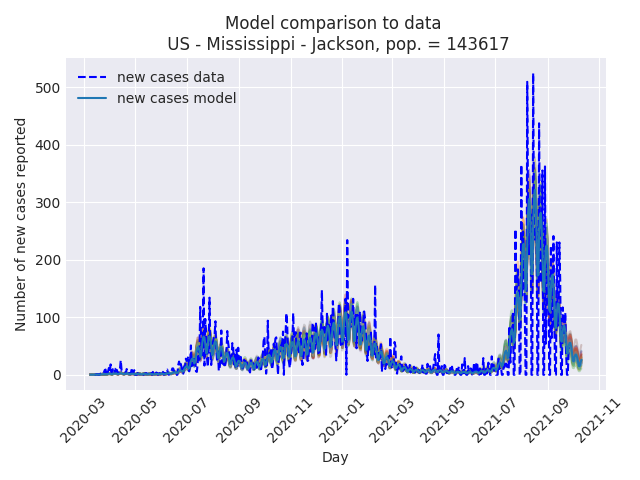 Model comparison to data
US - Mississippi - Jackson, pop. = 143617
new cases data
new cases model
Number of new cases reported
500
400
300
200
100
0
2020-03
2020-05
2020-07
2020-09
2020-11
2021-01
2021-03
2021-05
2021-07
2021-09
2021-11
Day